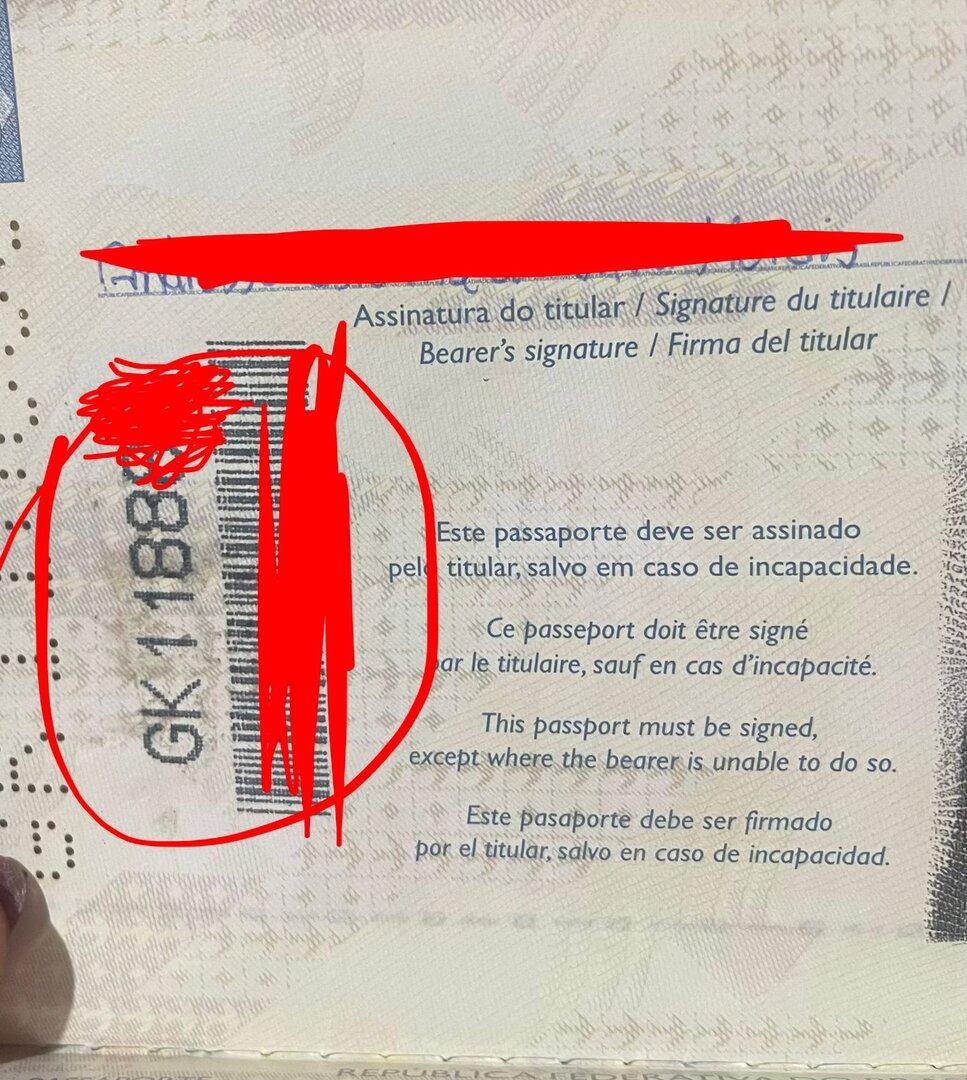 Assinatura do titular / Signature du titulaire /
Bearer's signature / Firma del titular
GK1188
Este passaporte deve ser assinado
titular, salvo em caso de incapacidade.
Ce passeport doit être signé
le titulaire, sauf en cas d'incapacité.
This passport must be signed,
except where the bearer is unable to do so.
Este pasaporte debe ser firmado
por el titular, salvo en caso de incapacidad.